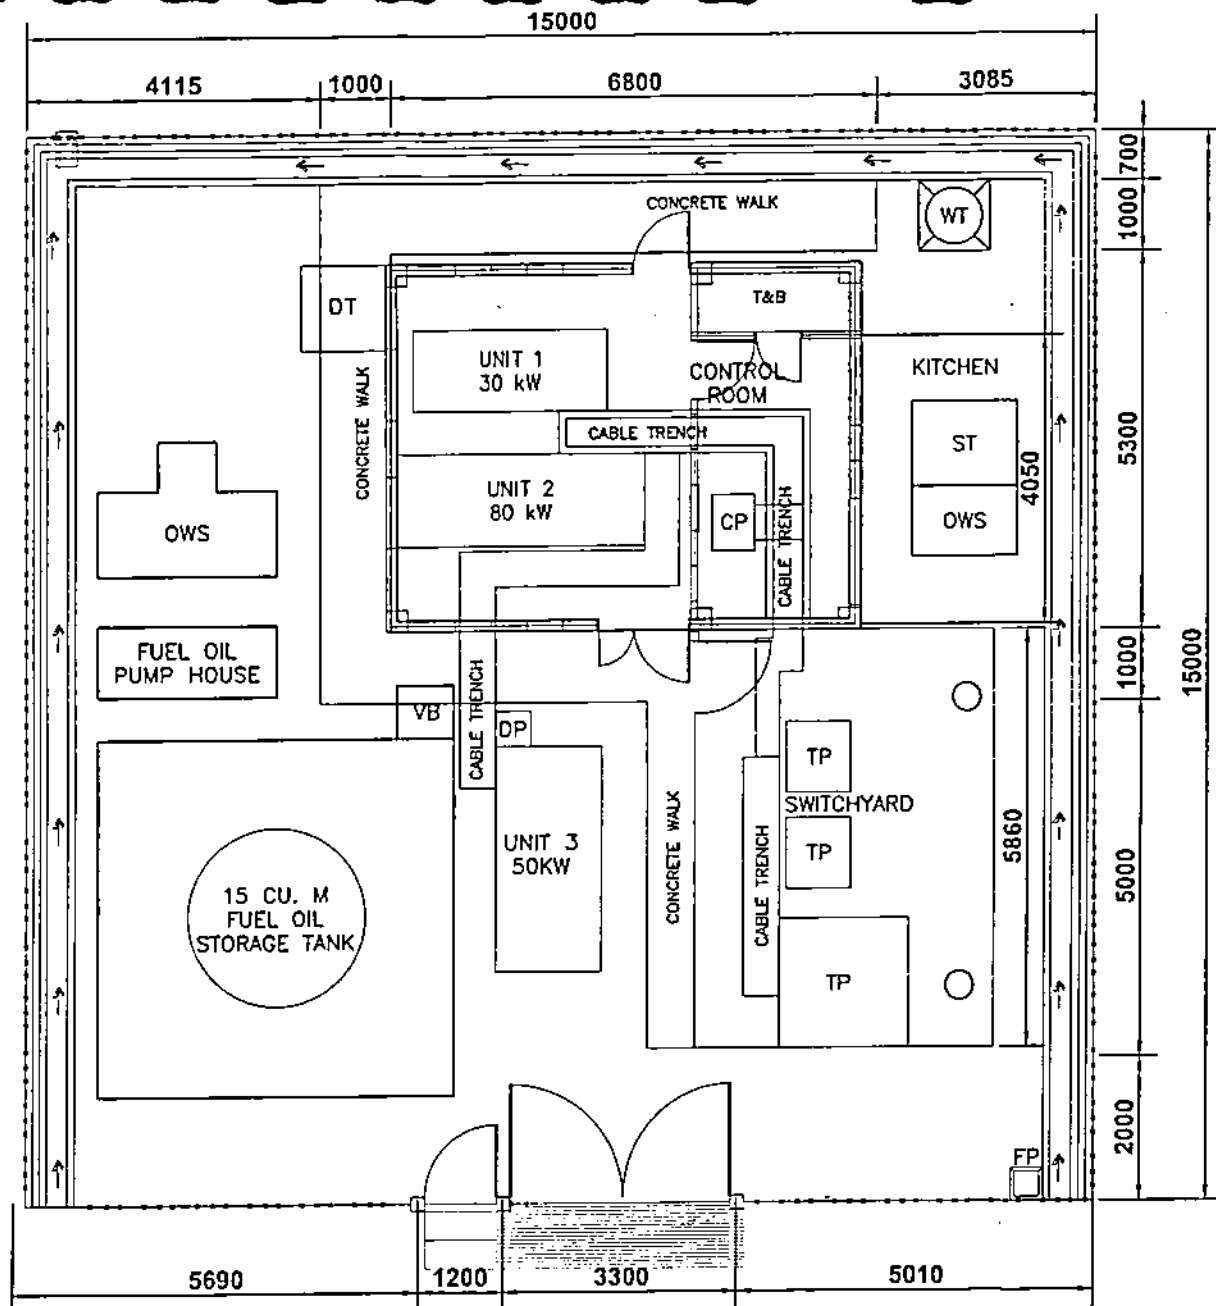 15000
4115 1000 6800 3085
700
CONCRETE WALK
WT
1000
DT
T&B
UNIT 1
30 kW
CONTROL
ROOM
KITCHEN
CONCRETE WALK
CABLE TRENCH
ST
5300
4050
UNIT 2
80 kW
CP
CABLE TRENCH
OWS
OWS
FUEL OIL
PUMP HOUSE
1000
15000
VB
CABLE TRENCH
DP
TP
SWITCHYARD
TP
UNIT 3
50KW
CONCRETE WALK
CABLE TRENCH
5860
5000
15 CU. M
FUEL OIL
STORAGE TANK
TP
2000
FP
5690 1200 3300 5010